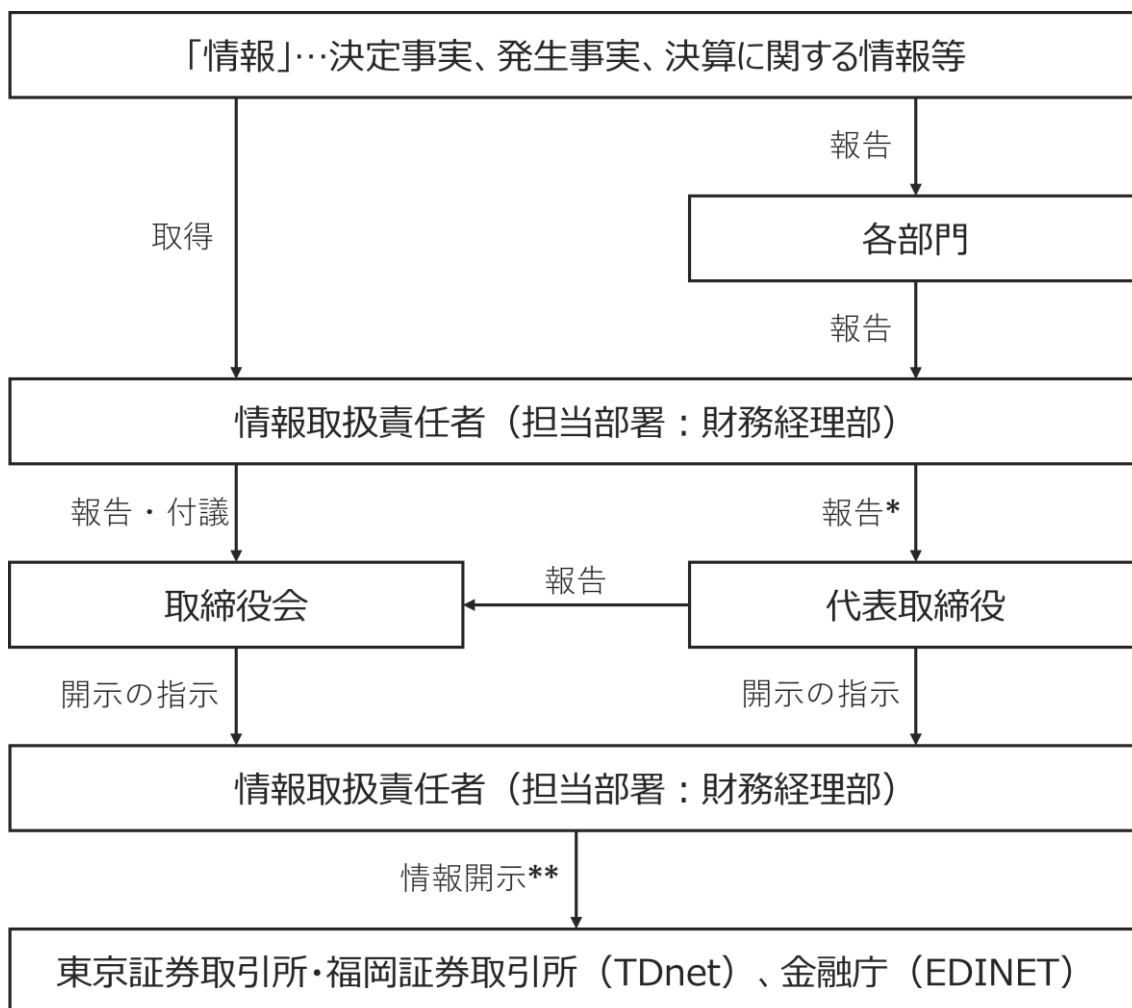 「情報」…決定事実、発生事実、決算に関する情報等
報告
取得
各部門
報告
情報取扱責任者（担当部署：財務経理部）
報告・付議
報告*
取締役会
報告
代表取締役
開示の指示
開示の指示
情報取扱責任者（担当部署：財務経理部）
情報開示**
東京証券取引所・福岡証券取引所（TDnet）、金融庁（EDINET）